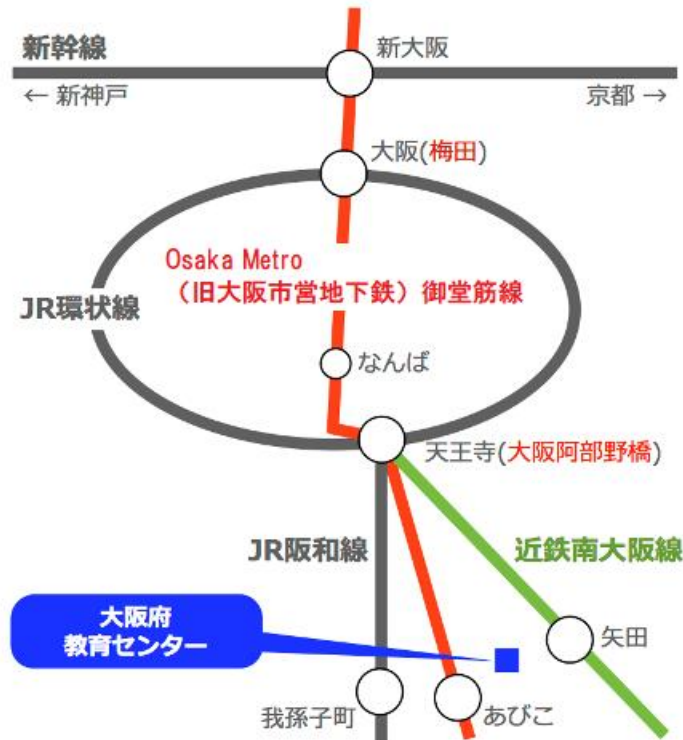 新幹線
新大阪
← 新神戸
京都 →
大阪(梅田)
Osaka Metro
（旧大阪市営地下鉄）御堂筋線
JR環状線
なんば
天王寺(大阪阿部野橋)
JR阪和線
近鉄南大阪線
大阪府
教育センター
矢田
我孫子町
あびこ